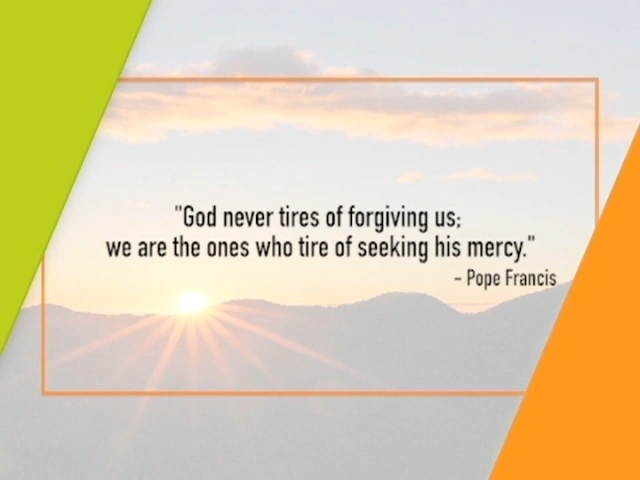 "God never tires of forgiving us;
we are the ones who tire of seeking his mercy."
– Pope Francis